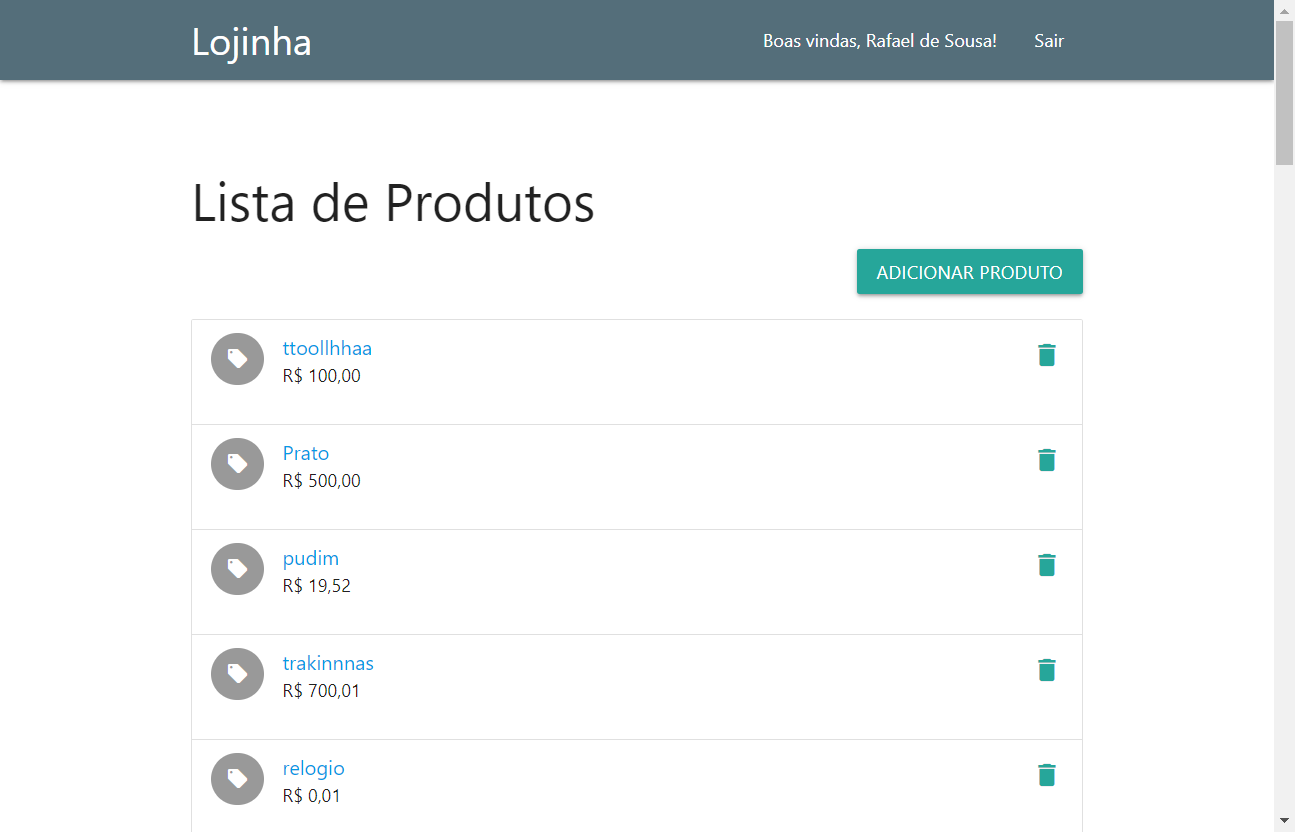 Lojinha
Boas vindas, Rafael de Sousa!
Sair
Lista de Produtos
ADICIONAR PRODUTO
ttoollhhaa
R$ 100,00
Prato
R$ 500,00
pudim
R$ 19,52
trakinnnas
R$ 700,01
relogio
R$ 0,01